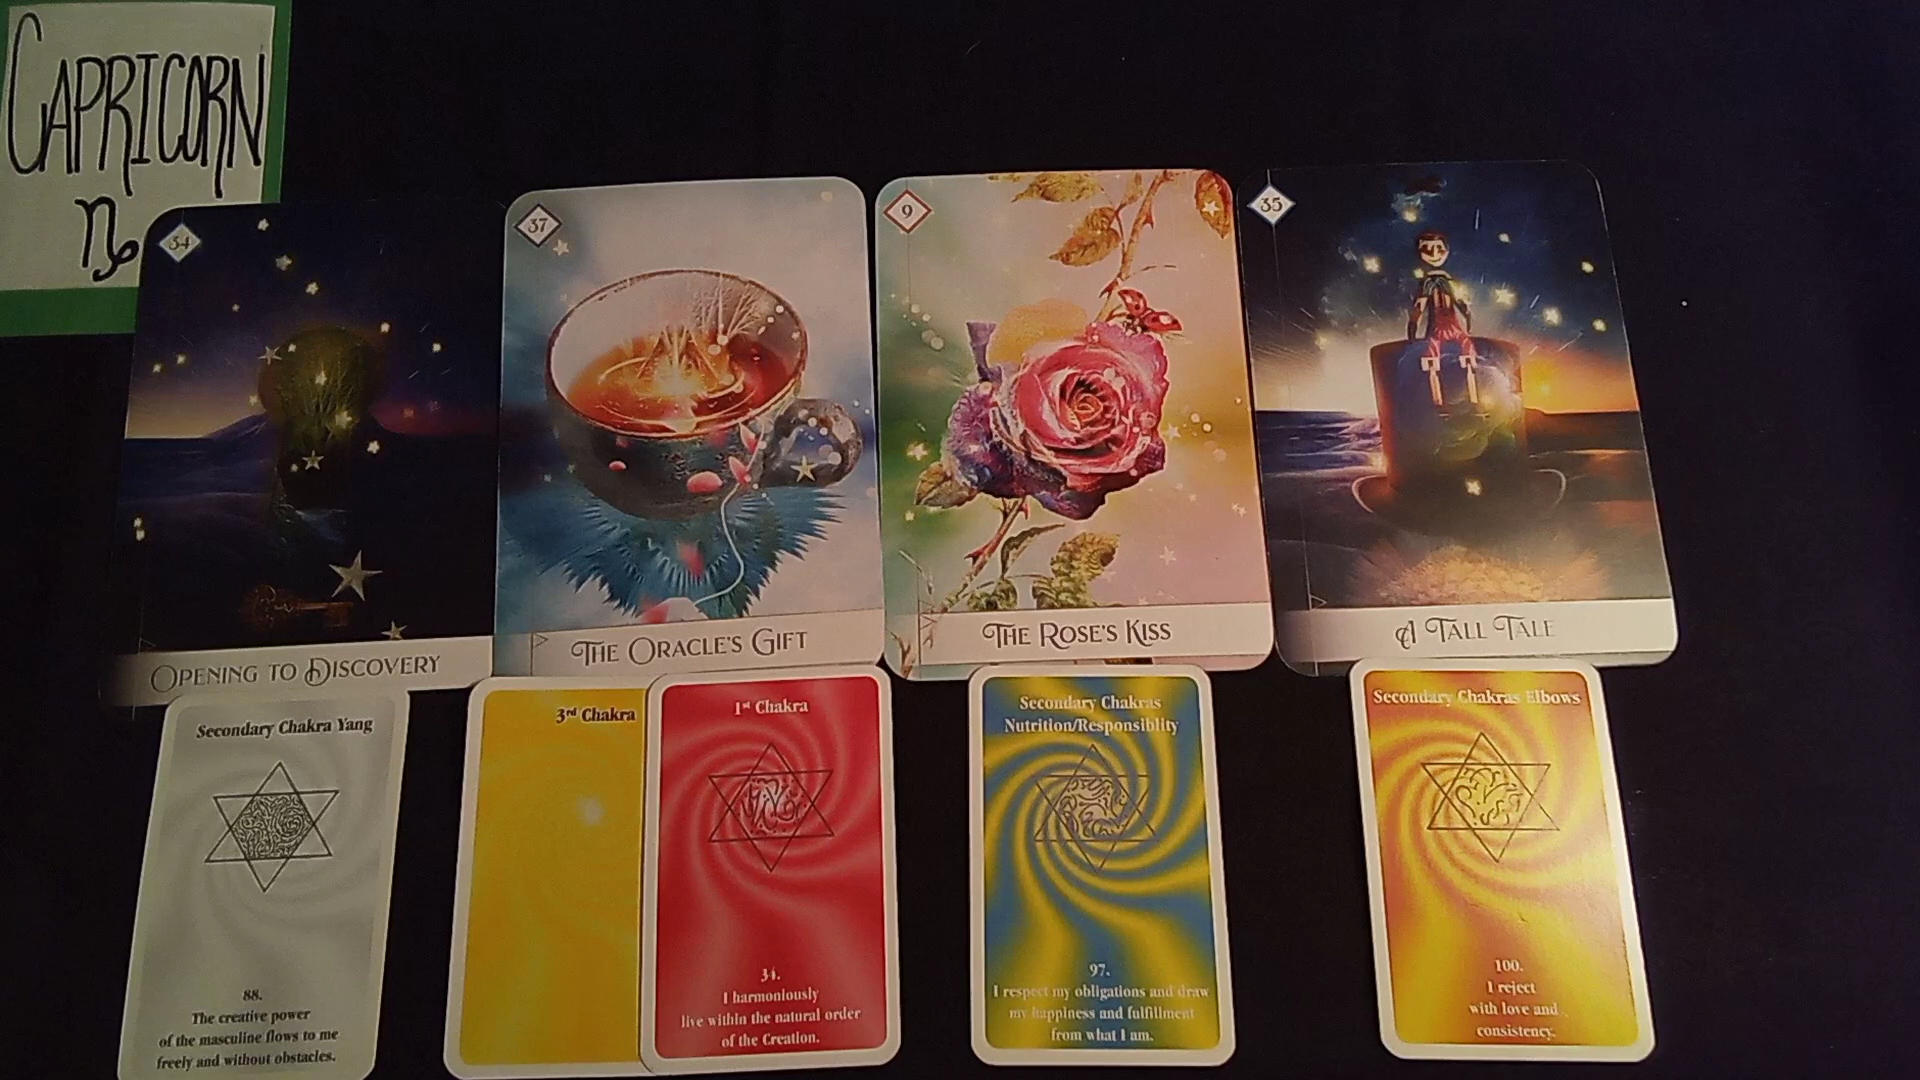 CAPRICORN
♑
34
37
9
35
OPENING TO DISCOVERY
THE ORACLE'S GIFT
THE ROSE'S KISS
A TALL TALE
Secondary Chakra Yang
88.
The creative power
of the masculine flows to me
freely and without obstacles.
3rd Chakra
1st Chakra
34.
I harmoniously
live within the natural order
of the Creation.
Secondary Chakras
Nutrition/Responsiblity
97.
I respect my obligations and draw
my happiness and fulfillment
from what I am.
Secondary Chakras Elbows
100.
I reject
with love and
consistency.